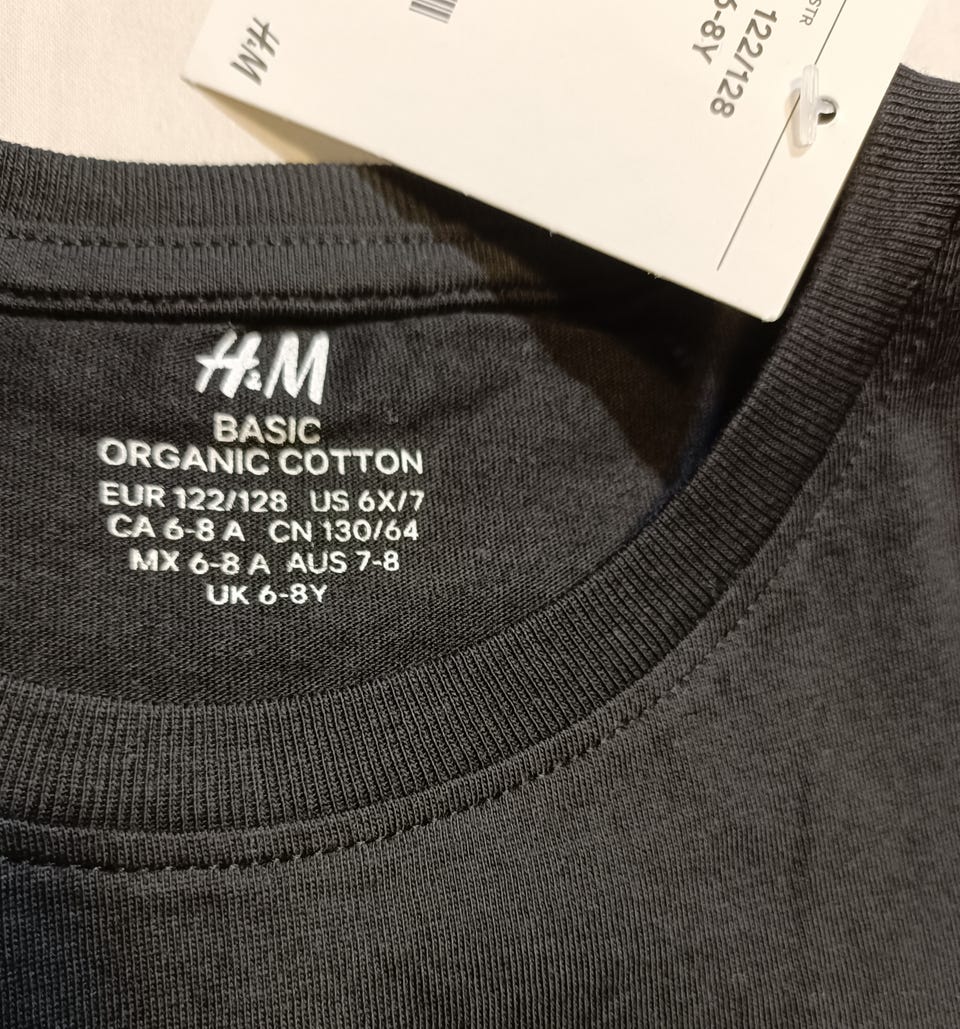 H&M
STR
122/128
6-8Y
H&M
BASIC
ORGANIC COTTON
EUR 122/128 US 6X/7
CA 6-8 A CN 130/64
MX 6-8 A AUS 7-8
UK 6-8Y